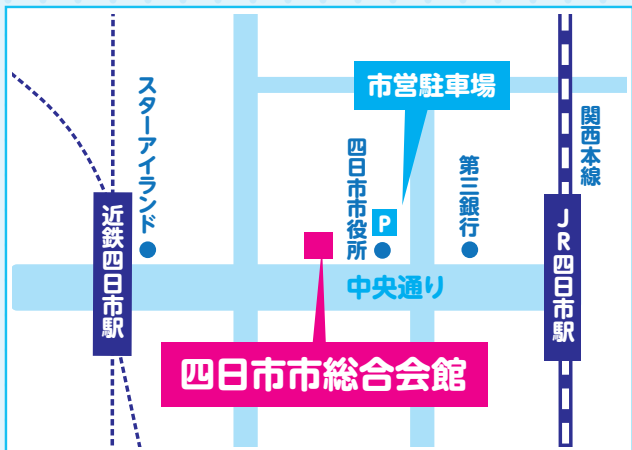 スターアイランド
市営駐車場
関西本線
四日市市役所
P
第三銀行
近鉄四日市駅
JR四日市駅
中央通り
四日市市総合会館